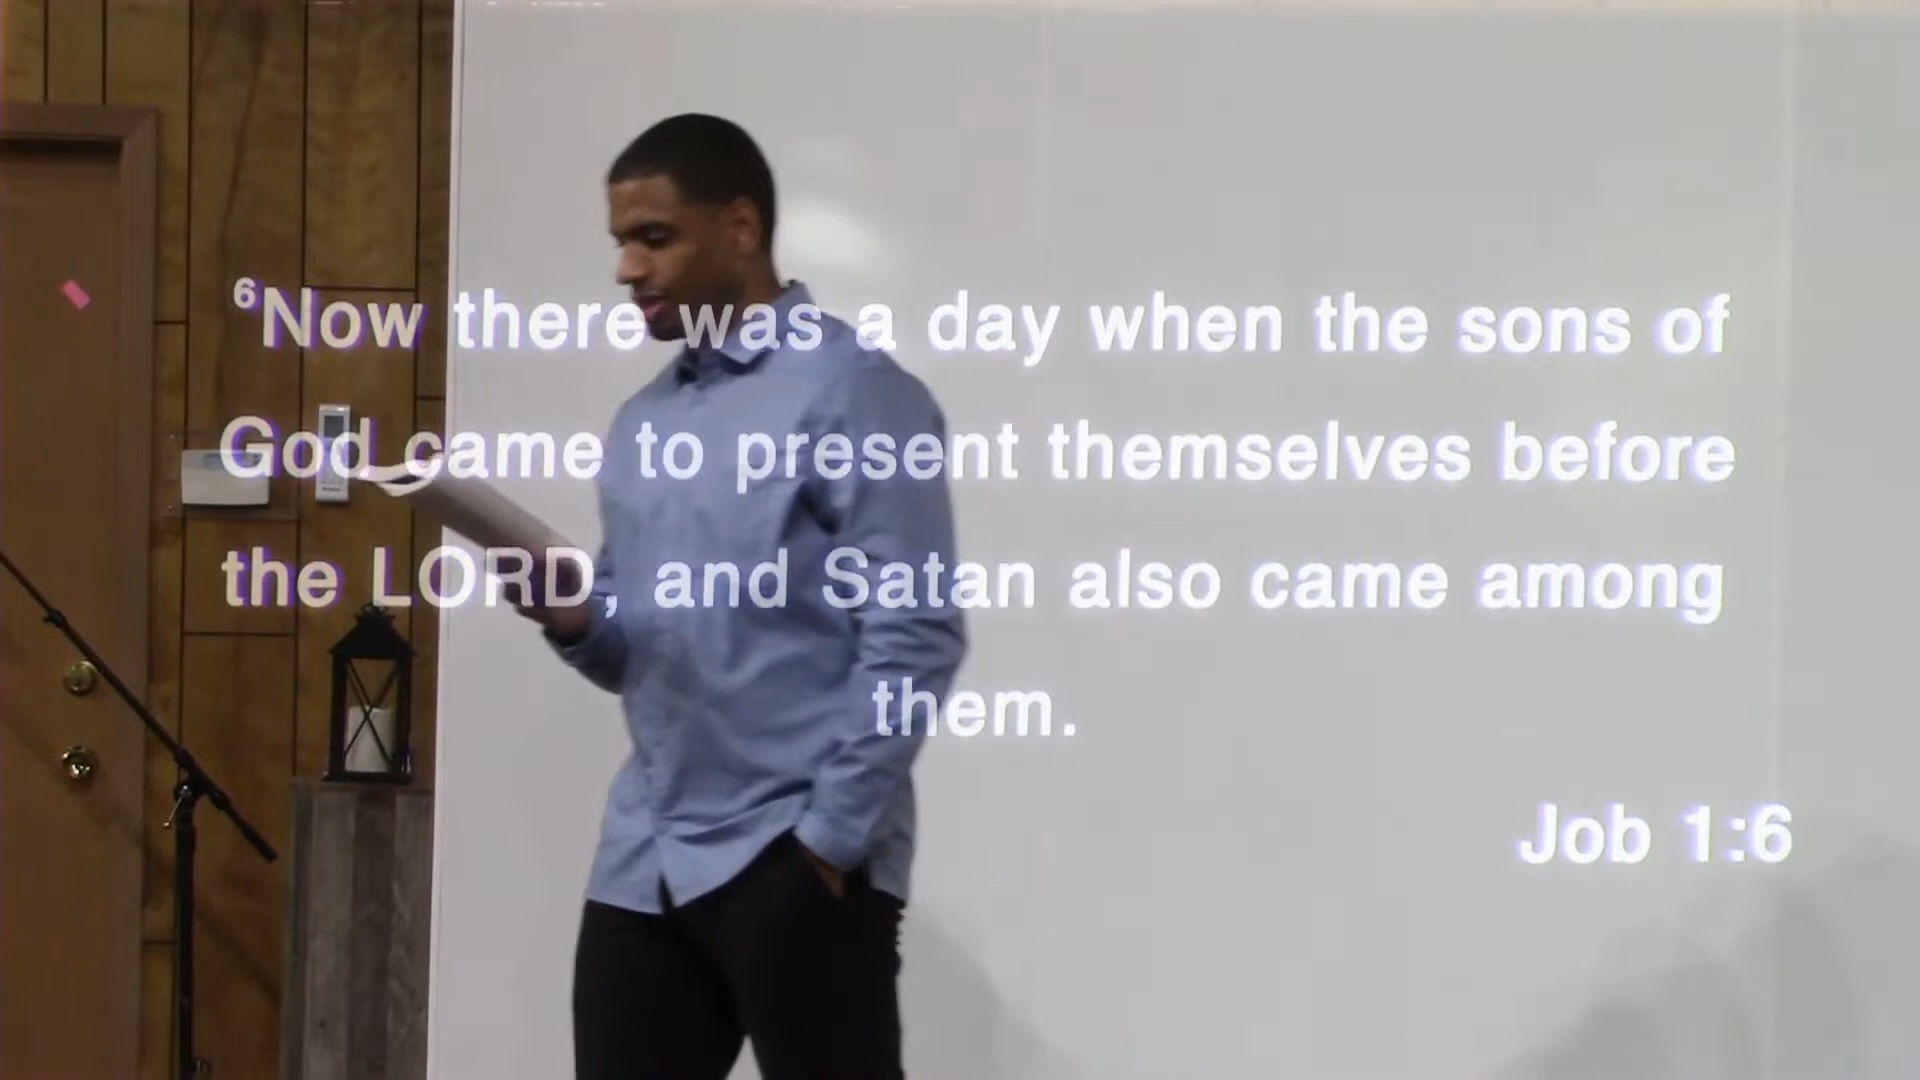 ⁶Now there was a day when the sons of
God came to present themselves before
the LORD, and Satan also came among
them.
Job 1:6